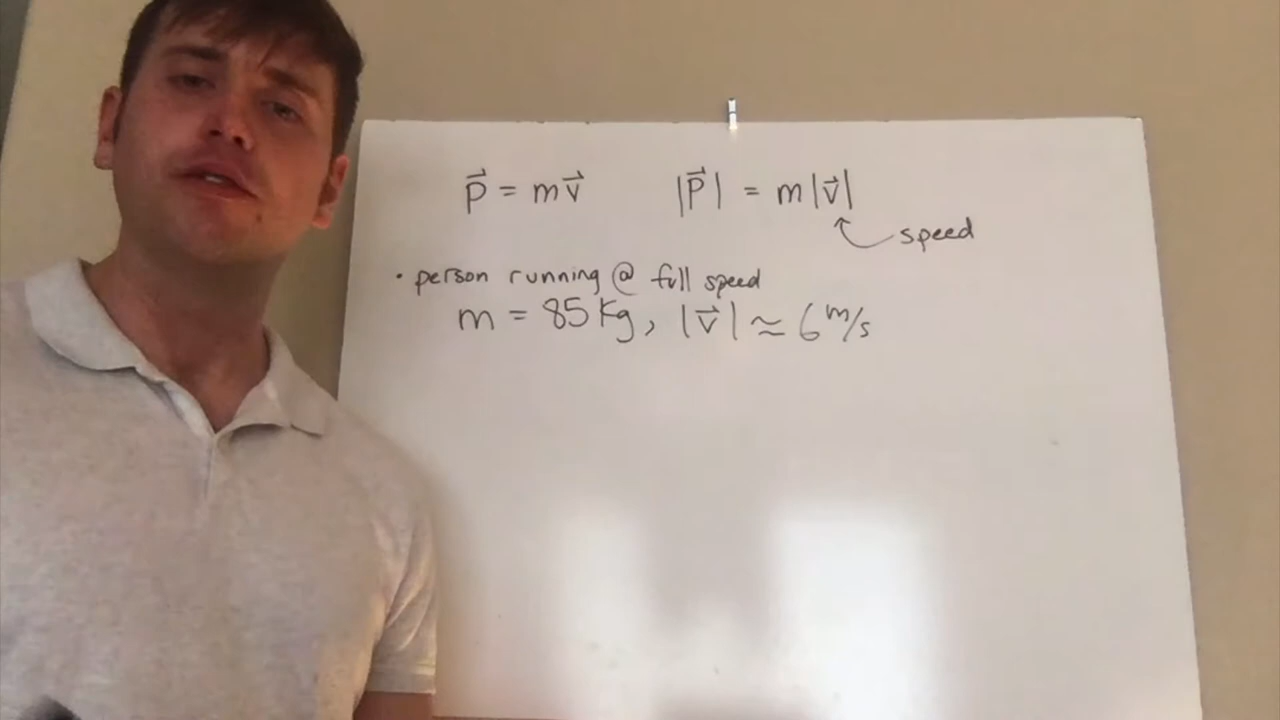 p⃗ = mv⃗ |p⃗| = m|v⃗|
speed
• person running @ full speed
m = 85 kg, |v⃗| ≈ 6 m/s